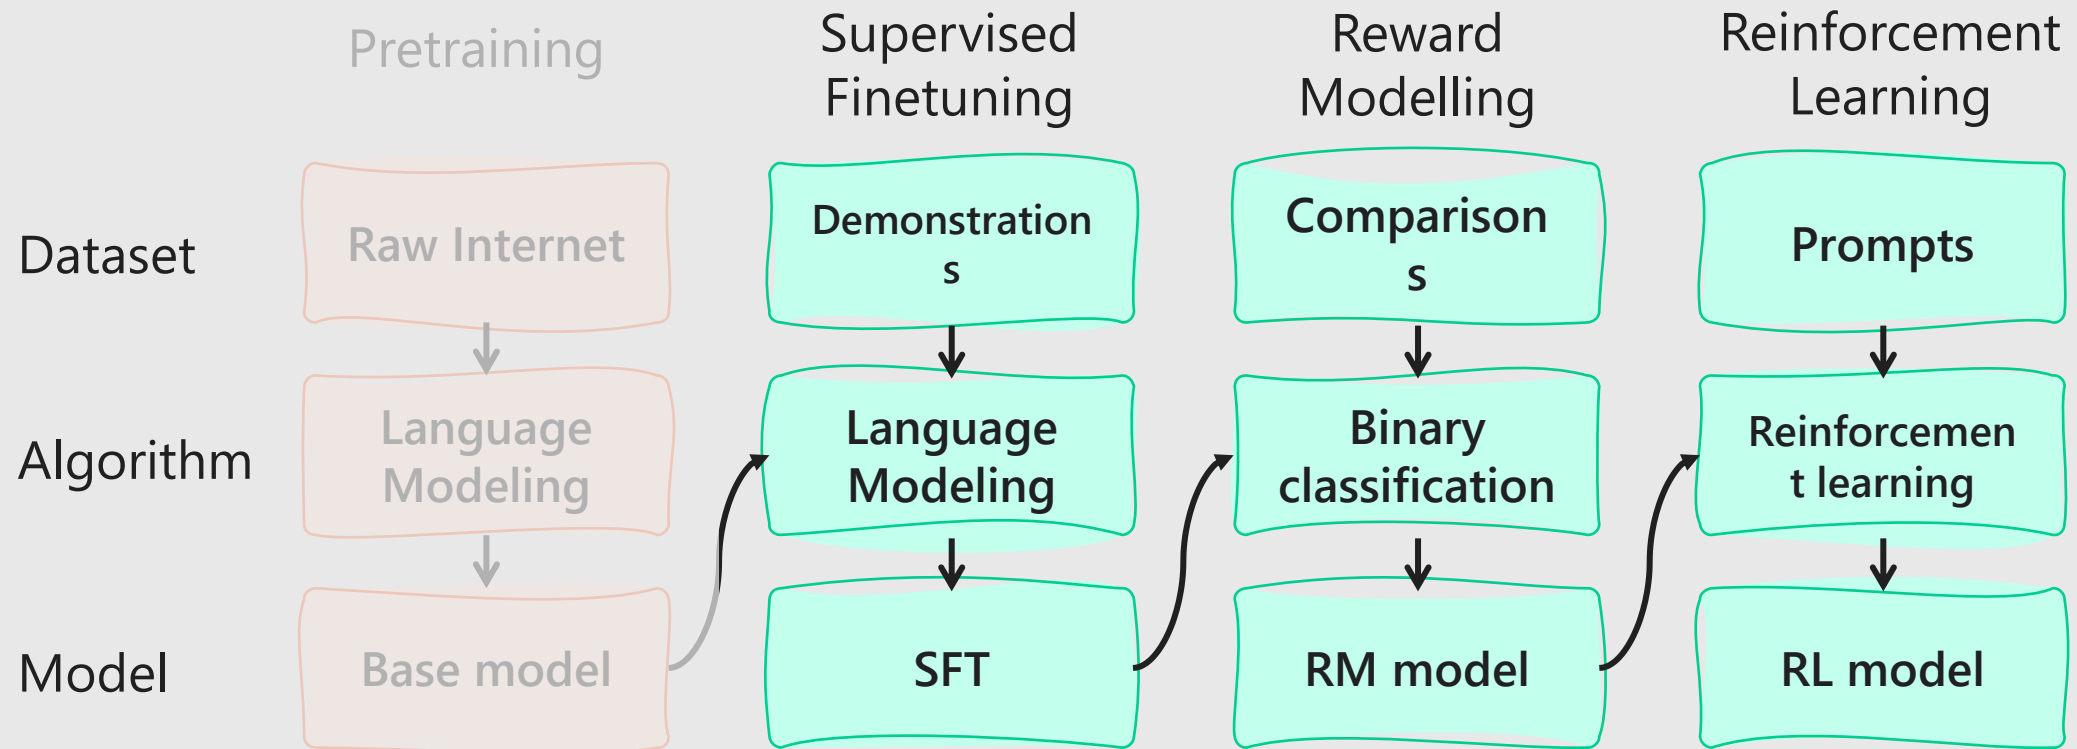 Pretraining
Supervised
Finetuning
Reward
Modelling
Reinforcement
Learning
Dataset
Raw Internet
Demonstration
s
Comparison
s
Prompts
Algorithm
Language
Modeling
Language
Modeling
Binary
classification
Reinforcemen
t learning
Model
Base model
SFT
RM model
RL model